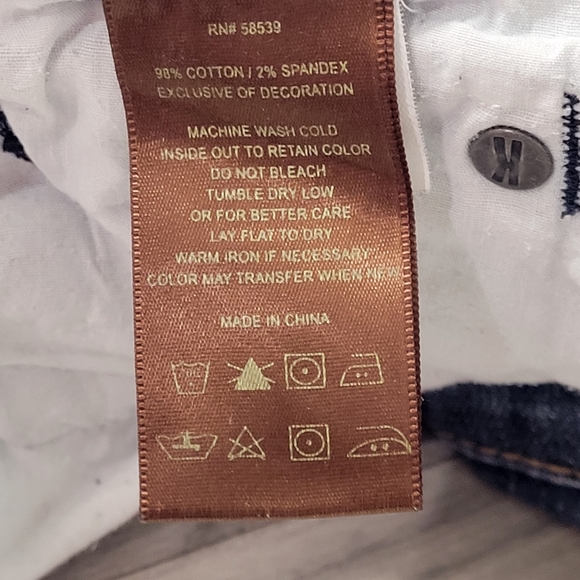 RN# 58539
98% COTTON / 2% SPANDEX
EXCLUSIVE OF DECORATION
MACHINE WASH COLD
INSIDE OUT TO RETAIN COLOR
DO NOT BLEACH
TUMBLE DRY LOW
OR FOR BETTER CARE
LAY FLAT TO DRY
WARM IRON IF NECESSARY
COLOR MAY TRANSFER WHEN NEW
MADE IN CHINA
K